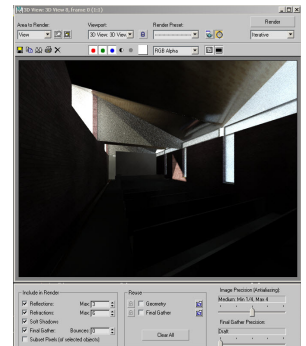 3D View: 3D View 8, frame 0 (1:1)
Area to Render:
View
Viewport:
3D View: 3D View
Render Preset:
Render
Iterative
RGB Alpha
Include in Render
Reflections Max: 3
Refractions Max: 6
Soft Shadows
Final Gather Bounces: 0
Subset Pixels (of selected objects)
Reuse
Geometry
Final Gather
Clear All
Image Precision (Antialiasing):
Medium: Min 1/4, Max 4
Final Gather Precision:
Draft